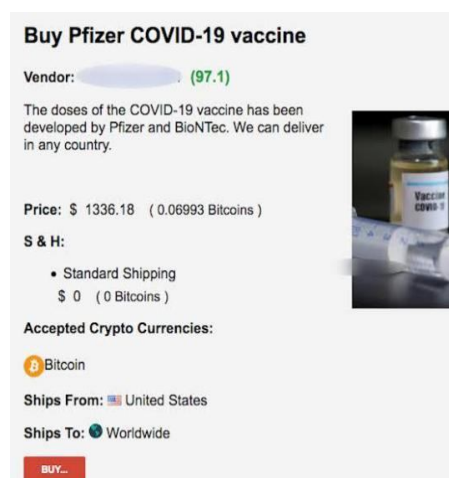 Buy Pfizer COVID-19 vaccine
Vendor: (97.1)
The doses of the COVID-19 vaccine has been
developed by Pfizer and BioNTec. We can deliver
in any country.
Price: $ 1336.18 ( 0.06993 Bitcoins )
S & H:
• Standard Shipping
$ 0 ( 0 Bitcoins )
Accepted Crypto Currencies:
Bitcoin
Ships From: United States
Ships To: Worldwide
BUY...
Vaccine
COVID-19